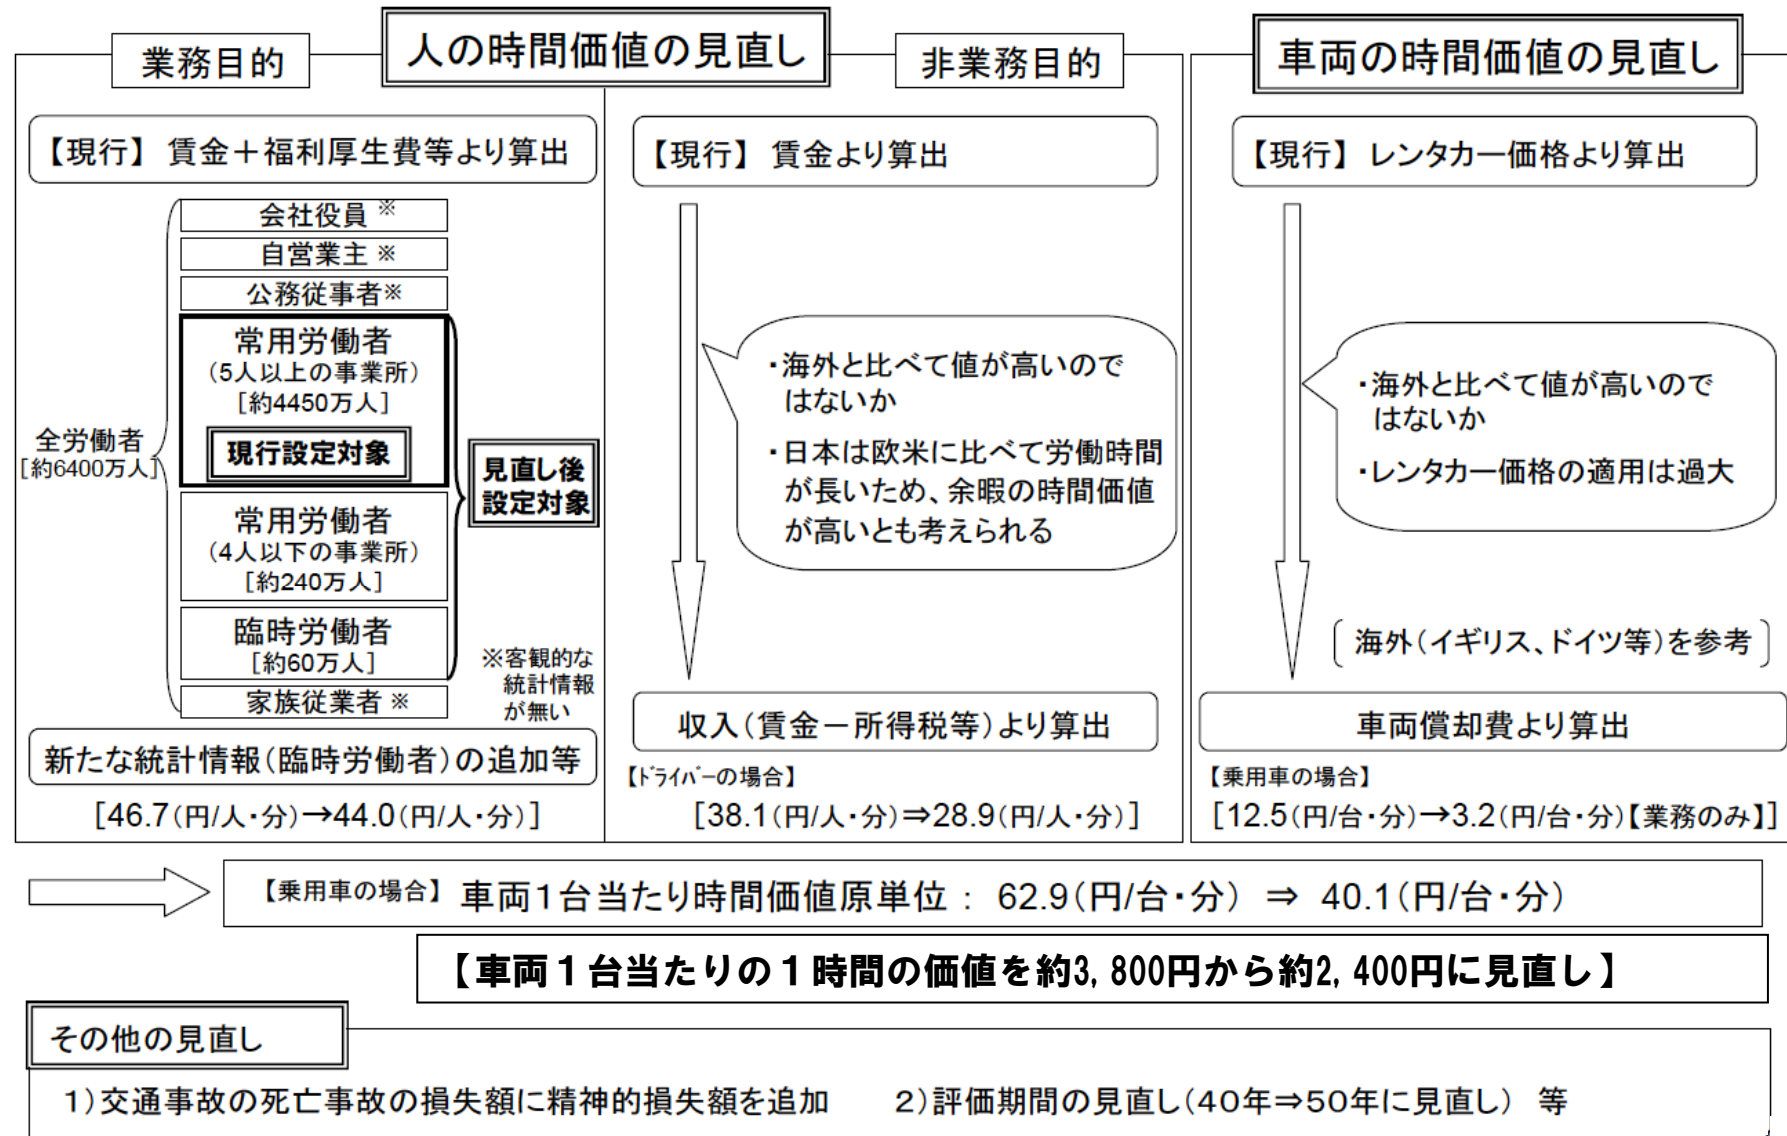 人の時間価値の見直し
業務目的
【現行】賃金＋福利厚生費等より算出
全労働者
[約6400万人]
会社役員※
自営業主※
公務従事者※
常用労働者
(5人以上の事業所)
[約4450万人]
現行設定対象
常用労働者
(4人以下の事業所)
[約240万人]
臨時労働者
[約60万人]
家族従業者※
見直し後
設定対象
※客観的な
統計情報
が無い
新たな統計情報(臨時労働者)の追加等
[46.7(円/人・分)→44.0(円/人・分)]
非業務目的
【現行】賃金より算出
・海外と比べて値が高いので
はないか
・日本は欧米に比べて労働時間
が長いため、余暇の時間価値
が高いとも考えられる
収入(賃金－所得税等)より算出
【ﾄﾞﾗｲﾊﾞｰの場合】
[38.1(円/人・分)⇒28.9(円/人・分)]
車両の時間価値の見直し
【現行】レンタカー価格より算出
・海外と比べて値が高いので
はないか
・レンタカー価格の適用は過大
海外(イギリス、ドイツ等)を参考
車両償却費より算出
【乗用車の場合】
[12.5(円/台・分)→3.2(円/台・分)【業務のみ】]
【乗用車の場合】車両１台当たり時間価値原単位： 62.9(円/台・分) ⇒ 40.1(円/台・分)
【車両１台当たりの１時間の価値を約3,800円から約2,400円に見直し】
その他の見直し
1)交通事故の死亡事故の損失額に精神的損失額を追加 2)評価期間の見直し(40年⇒50年に見直し) 等